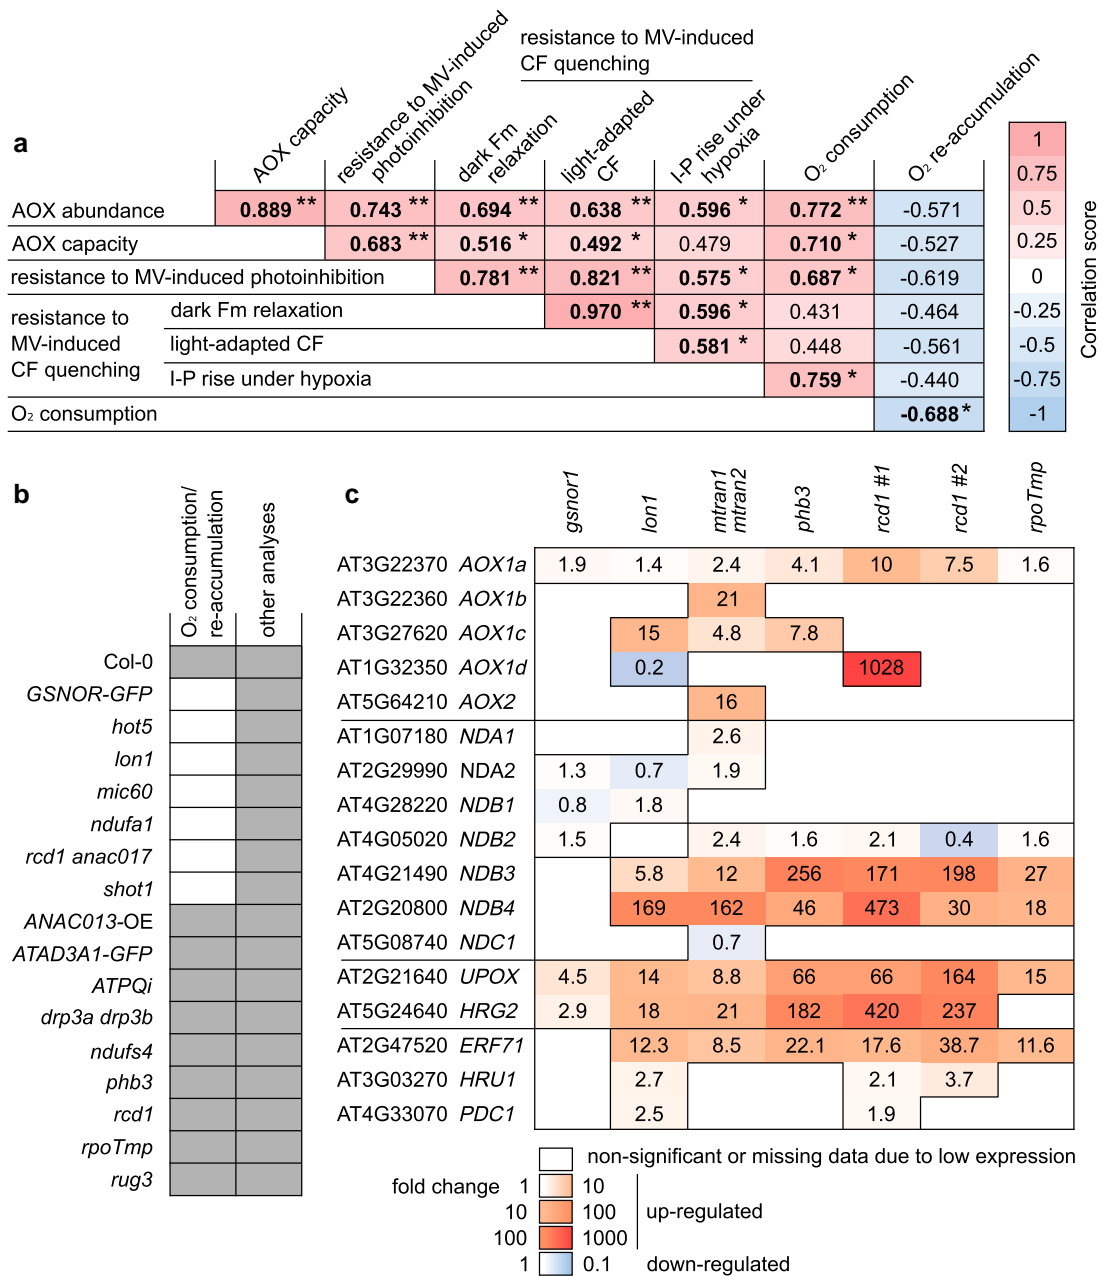 a
resistance to MV-induced
CF quenching
AOX capacity
resistance to MV-induced
photoinhibition
dark Fm
relaxation
light-adapted
CF
I-P rise under
hypoxia
O₂ consumption
O₂ re-accumulation
AOX abundance 0.889 ** 0.743 ** 0.694 ** 0.638 ** 0.596 * 0.772 ** -0.571
AOX capacity 0.683 ** 0.516 * 0.492 * 0.479 0.710 * -0.527
resistance to MV-induced photoinhibition 0.781 ** 0.821 ** 0.575 * 0.687 * -0.619
resistance to
MV-induced
CF quenching
dark Fm relaxation 0.970 ** 0.596 * 0.431 -0.464
light-adapted CF 0.581 * 0.448 -0.561
I-P rise under hypoxia 0.759 * -0.440
O₂ consumption -0.688 *
1
0.75
0.5
0.25
0
-0.25
-0.5
-0.75
-1
Correlation score
b
O₂ consumption/
re-accumulation
other analyses
Col-0
GSNOR-GFP
hot5
lon1
mic60
ndufa1
rcd1 anac017
shot1
ANAC013-OE
ATAD3A1-GFP
ATPQi
drp3a drp3b
ndufs4
phb3
rcd1
rpoTmp
rug3
c
gsnor1
lon1
mtran1
mtran2
phb3
rcd1 #1
rcd1 #2
rpoTmp
AT3G22370 AOX1a 1.9 1.4 2.4 4.1 10 7.5 1.6
AT3G22360 AOX1b 21
AT3G27620 AOX1c 15 4.8 7.8
AT1G32350 AOX1d 0.2 1028
AT5G64210 AOX2 16
AT1G07180 NDA1 2.6
AT2G29990 NDA2 1.3 0.7 1.9
AT4G28220 NDB1 0.8 1.8
AT4G05020 NDB2 1.5 2.4 1.6 2.1 0.4 1.6
AT4G21490 NDB3 5.8 12 256 171 198 27
AT2G20800 NDB4 169 162 46 473 30 18
AT5G08740 NDC1 0.7
AT2G21640 UPOX 4.5 14 8.8 66 66 164 15
AT5G24640 HRG2 2.9 18 21 182 420 237
AT2G47520 ERF71 12.3 8.5 22.1 17.6 38.7 11.6
AT3G03270 HRU1 2.7 2.1 3.7
AT4G33070 PDC1 2.5 1.9
non-significant or missing data due to low expression
fold change 1 10
10 100 up-regulated
100 1000
1 0.1 down-regulated